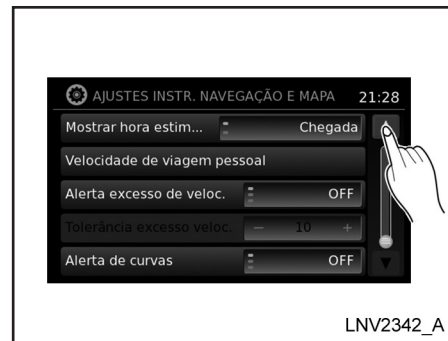 AJUSTES INSTR. NAVEGAÇÃO E MAPA 21:28
Mostrar hora estim... Chegada
Velocidade de viagem pessoal
Alerta excesso de veloc. OFF
Tolerância excesso veloc. − 10 +
Alerta de curvas OFF
LNV2342_A